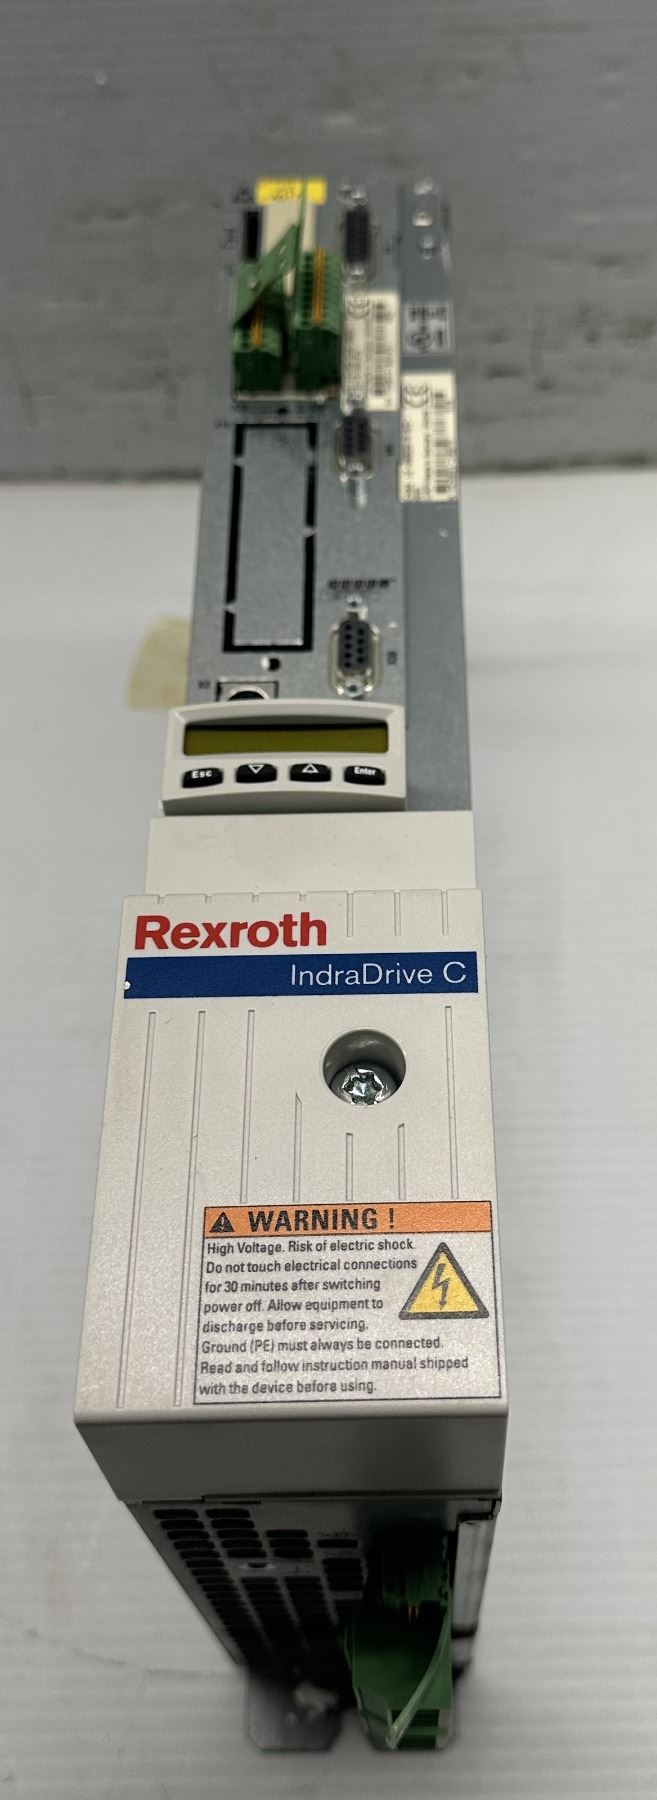 Esc
Enter
Rexroth
IndraDrive C
WARNING !
High Voltage. Risk of electric shock.
Do not touch electrical connections
for 30 minutes after switching
power off. Allow equipment to
discharge before servicing.
Ground (PE) must always be connected.
Read and follow instruction manual shipped
with the device before using.